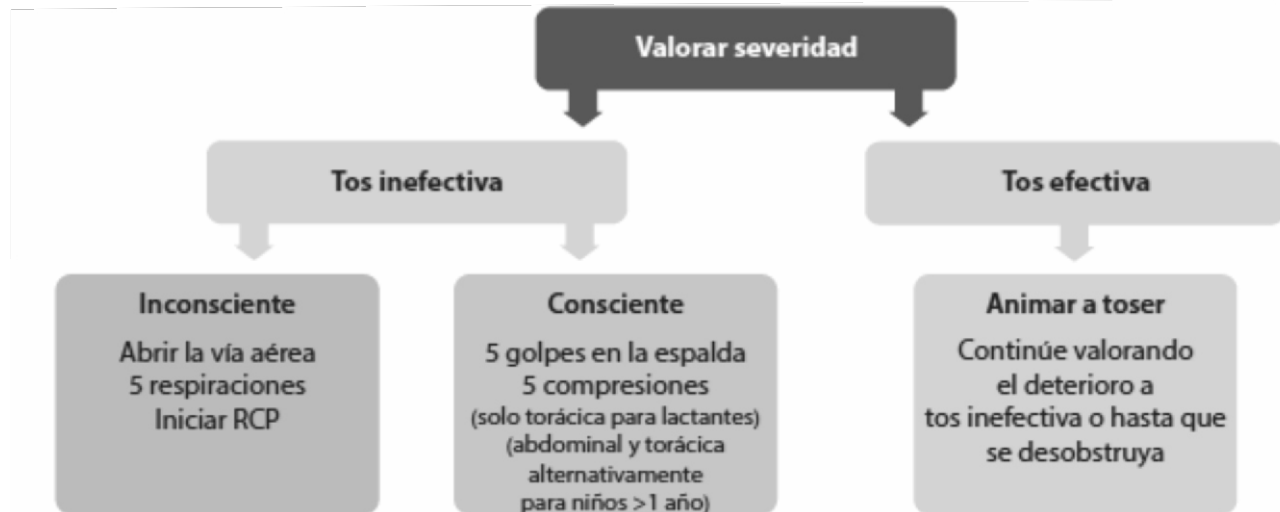 Valorar severidad
Tos inefectiva
Tos efectiva
Inconsciente
Abrir la vía aérea
5 respiraciones
Iniciar RCP
Consciente
5 golpes en la espalda
5 compresiones
(solo torácica para lactantes)
(abdominal y torácica
alternativamente
para niños >1 año)
Animar a toser
Continúe valorando
el deterioro a
tos inefectiva o hasta que
se desobstruya